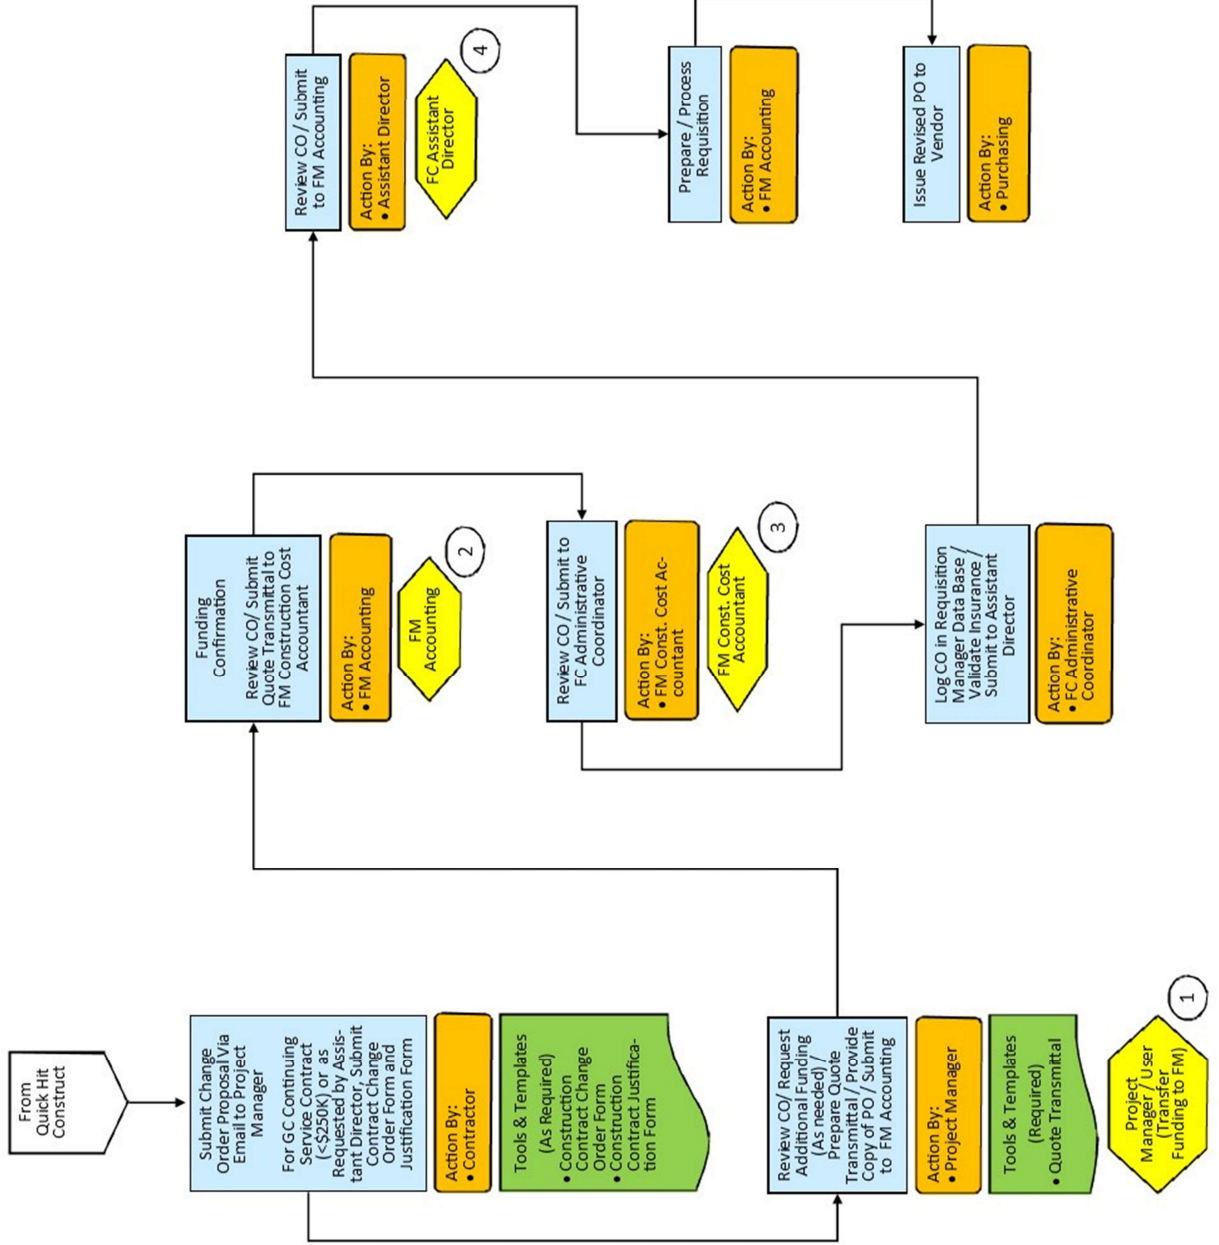 From
Quick Hit
Construct
Submit Change
Order Proposal Via
Email to Project
Manager
For GC Continuing
Service Contract
(<$250K) or as
Requested by Assis-
tant Director, Submit
Contract Change
Order Form and
Justification Form
Action By:
• Contractor
Tools & Templates
(As Required)
• Construction
Contract Change
Order Form
• Construction
Contract Justifica-
tion Form
Review CO/ Request
Additional Funding
(As needed) /
Prepare Quote
Transmittal / Provide
Copy of PO / Submit
to FM Accounting
Action By:
• Project Manager
Tools & Templates
(Required)
• Quote Transmittal
Project
Manager / User
(Transfer
Funding to FM)
1
Funding
Confirmation
Review CO/ Submit
Quote Transmittal to
FM Construction Cost
Accountant
Action By:
• FM Accounting
FM
Accounting
2
Review CO / Submit to
FC Administrative
Coordinator
Action By:
• FM Const. Cost Ac-
countant
FM Const. Cost
Accountant
3
Log CO in Requisition
Manager Data Base /
Validate Insurance /
Submit to Assistant
Director
Action By:
• FC Administrative
Coordinator
Review CO / Submit
to FM Accounting
Action By:
• Assistant Director
FC Assistant
Director
4
Prepare / Process
Requisition
Action By:
• FM Accounting
Issue Revised PO to
Vendor
Action By:
• Purchasing